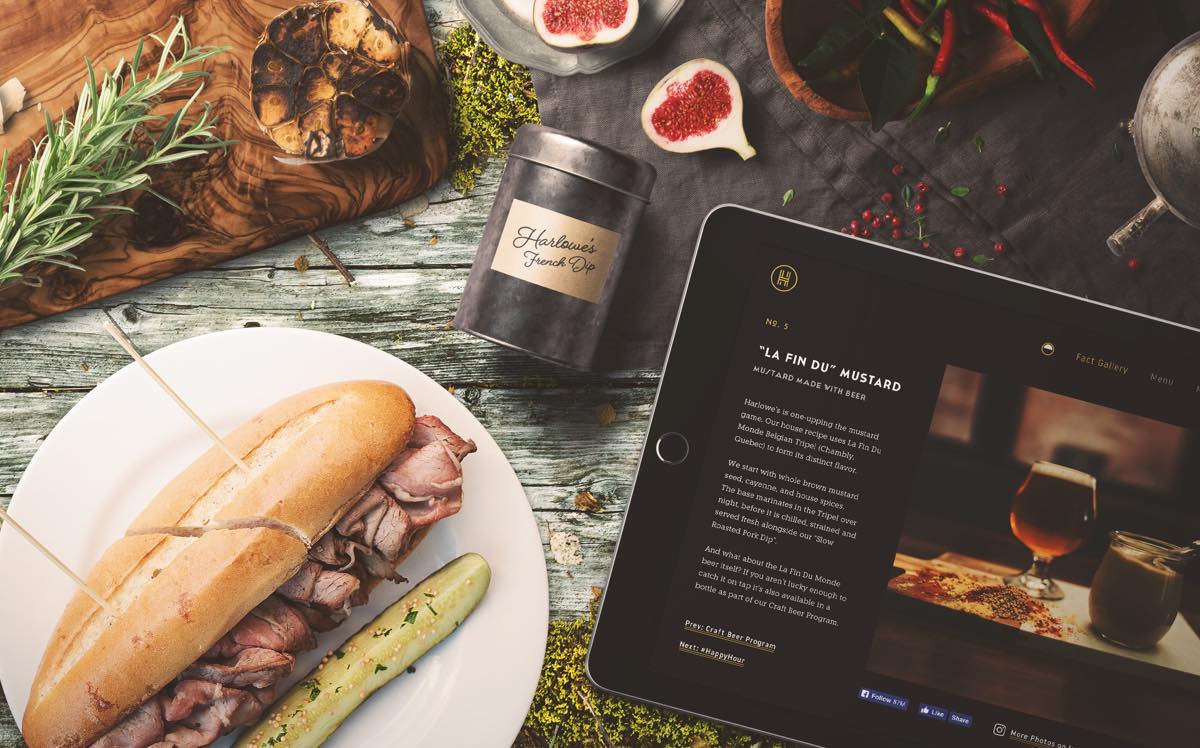 Harlowe's
French Dip
H
No. 5
Fact Gallery
Menu
"LA FIN DU" MUSTARD
MUSTARD MADE WITH BEER
Harlowe's is one-upping the mustard
game. Our house recipe uses La Fin Du
Monde Belgian Tripel (Chambly,
Quebec) to form its distinct flavor.
We start with whole brown mustard
seed, cayenne, and house spices.
The base marinates in the Tripel over
night, before it is chilled, strained and
served fresh alongside our "Slow
Roasted Pork Dip".
And what about the La Fin Du Monde
beer itself? If you aren't lucky enough to
catch it on tap it's also available in a
bottle as part of our Craft Beer Program.
Prev: Craft Beer Program
Next: #HappyHour
Follow 57M
Like
Share
More Photos on